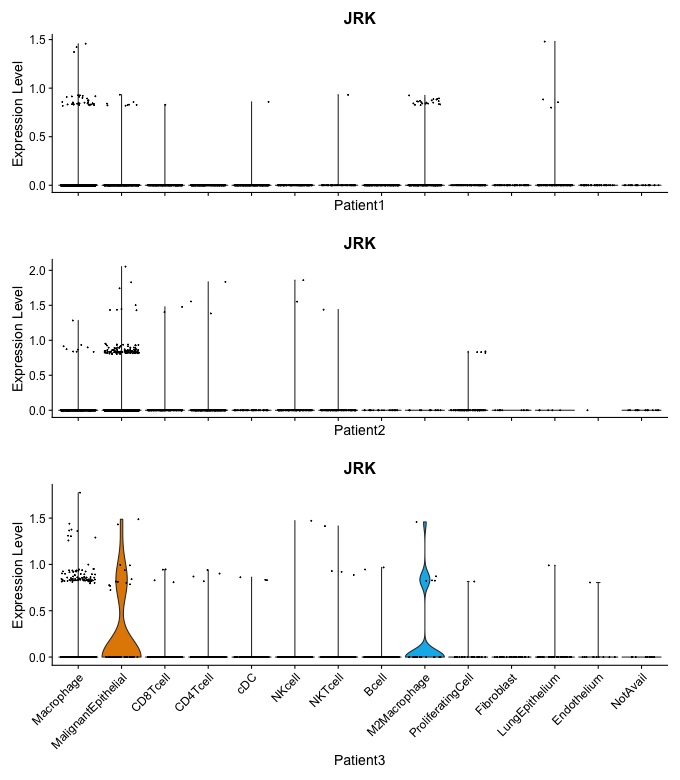 JRK
Expression Level
1.5
1.0
0.5
0.0
Patient1
JRK
Expression Level
2.0
1.5
1.0
0.5
0.0
Patient2
JRK
Expression Level
1.5
1.0
0.5
0.0
Macrophage
MalignantEpithelial
CD8Tcell
CD4Tcell
cDC
NKcell
NKTcell
Bcell
M2Macrophage
ProliferatingCell
Fibroblast
LungEpithelium
Endothelium
NotAvail
Patient3